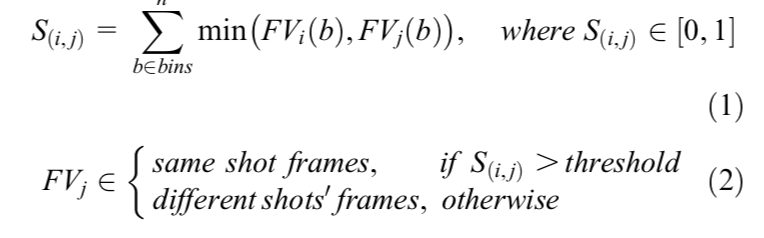 n
S(i,j) = ∑ min(FVi(b), FVj(b)), where S(i,j) ∈ [0, 1]
b∈bins
(1)
FVj ∈ { same shot frames, if S(i,j) > threshold
different shots' frames, otherwise (2)